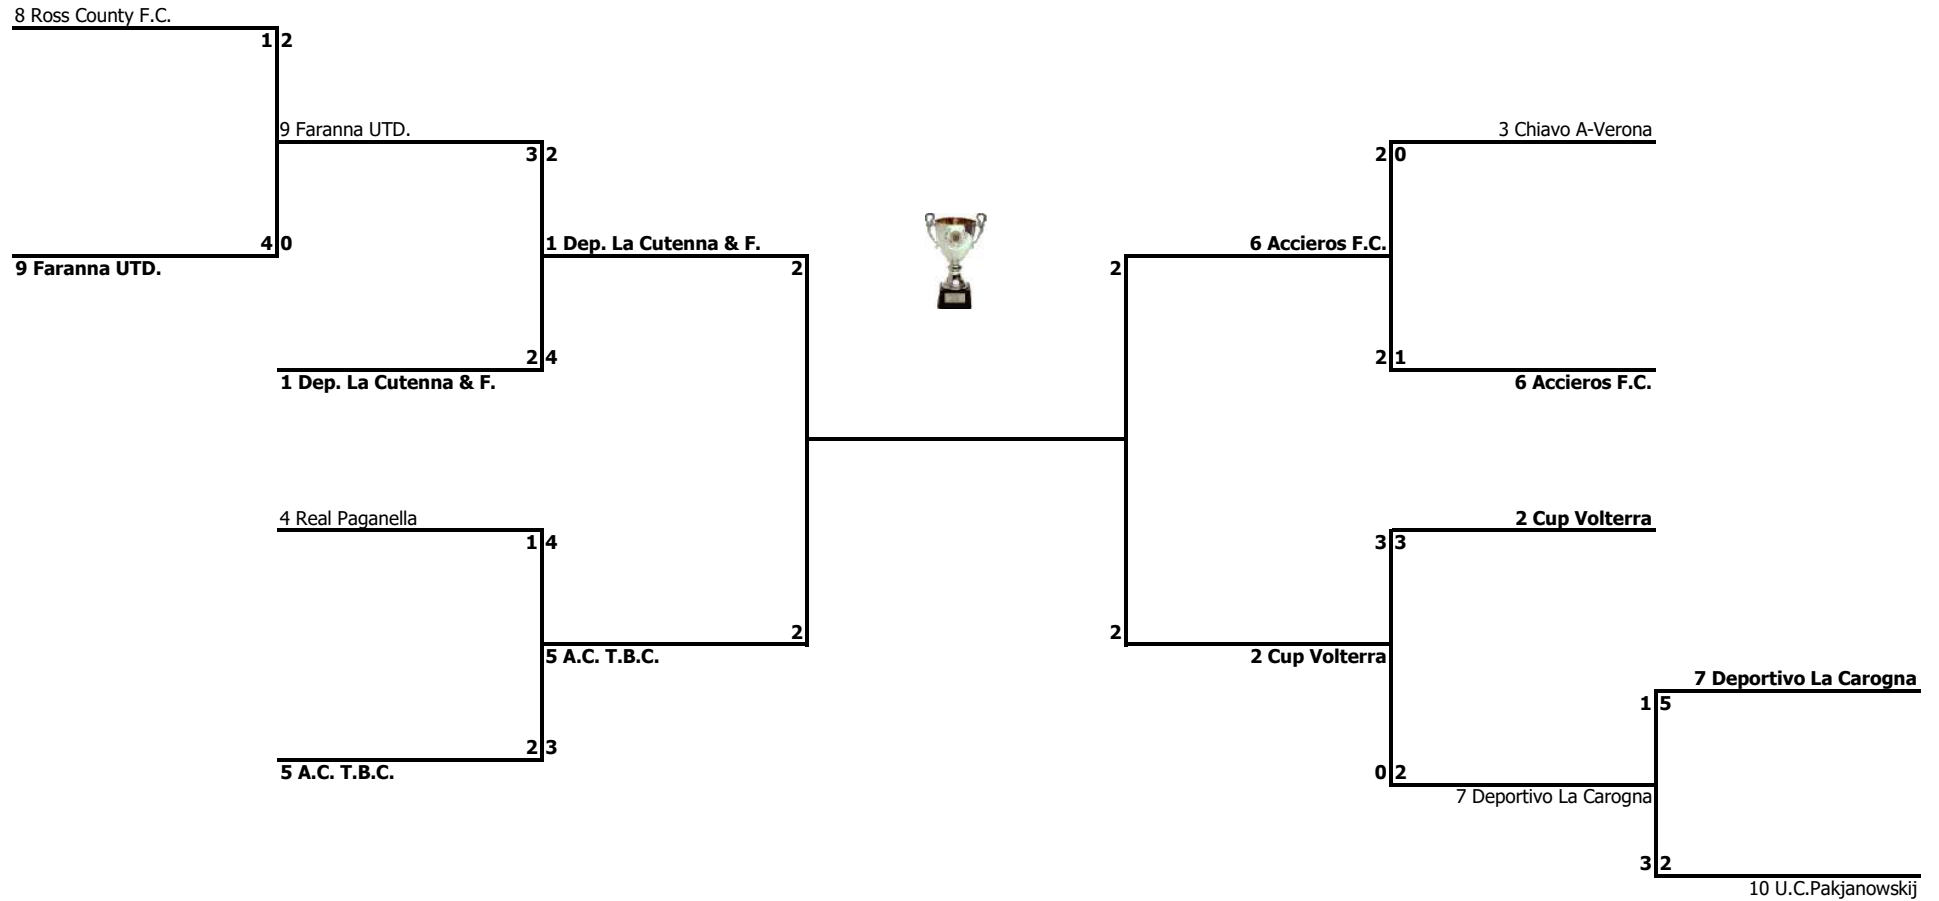 8 Ross County F.C.
1 2
9 Faranna UTD.
3 Chiavo A-Verona
3 2
2 0
4 0
1 Dep. La Cutenna & F.
6 Accieros F.C.
9 Faranna UTD.
2
2
2 4
2 1
1 Dep. La Cutenna & F.
6 Accieros F.C.
4 Real Paganella
2 Cup Volterra
1 4
3 3
2
2
5 A.C. T.B.C.
2 Cup Volterra
7 Deportivo La Carogna
1 5
2 3
5 A.C. T.B.C.
0 2
7 Deportivo La Carogna
3 2
10 U.C.Pakjanowskij